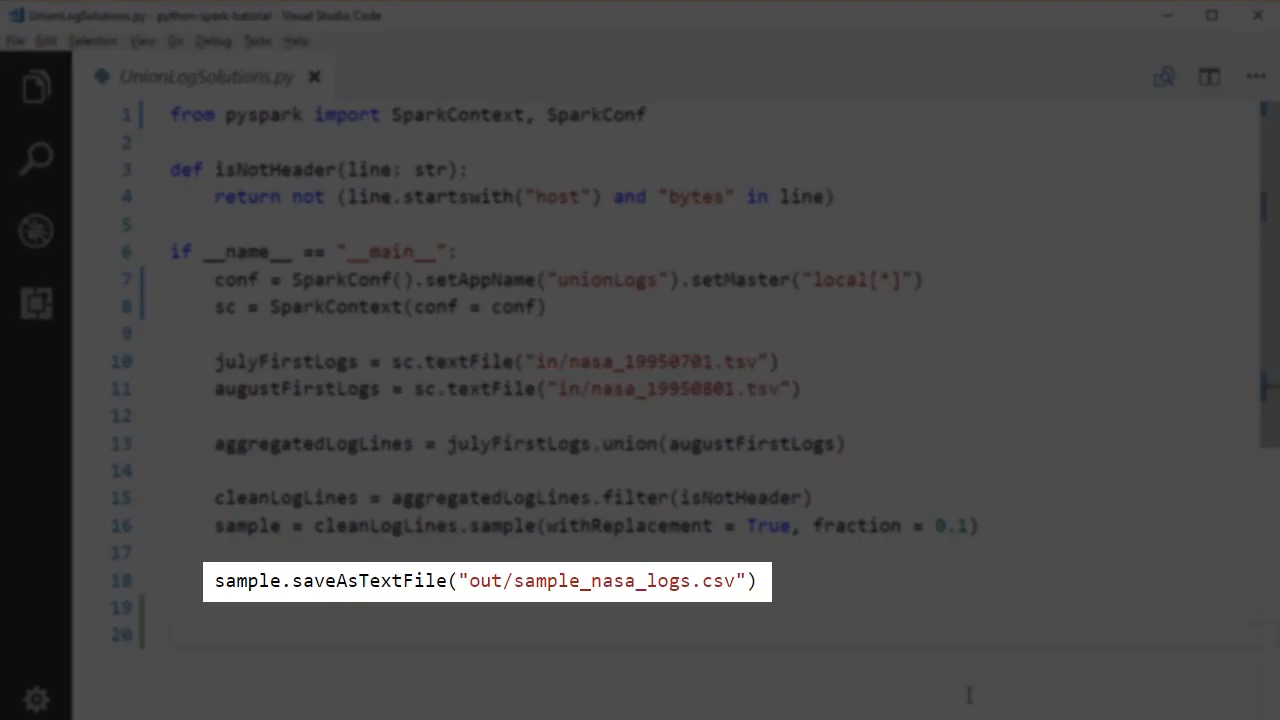 UnionLogSolutions.py - python-spark-tutorial - Visual Studio Code
File Edit Selection View Go Debug Tasks Help
UnionLogSolutions.py
1 from pyspark import SparkContext, SparkConf
2
3 def isNotHeader(line: str):
4     return not (line.startswith("host") and "bytes" in line)
5
6 if __name__ == "__main__":
7     conf = SparkConf().setAppName("unionLogs").setMaster("local[*]")
8     sc = SparkContext(conf = conf)
9
10     julyFirstLogs = sc.textFile("in/nasa_19950701.tsv")
11     augustFirstLogs = sc.textFile("in/nasa_19950801.tsv")
12
13     aggregatedLogLines = julyFirstLogs.union(augustFirstLogs)
14
15     cleanLogLines = aggregatedLogLines.filter(isNotHeader)
16     sample = cleanLogLines.sample(withReplacement = True, fraction = 0.1)
17
18     sample.saveAsTextFile("out/sample_nasa_logs.csv")
19
20